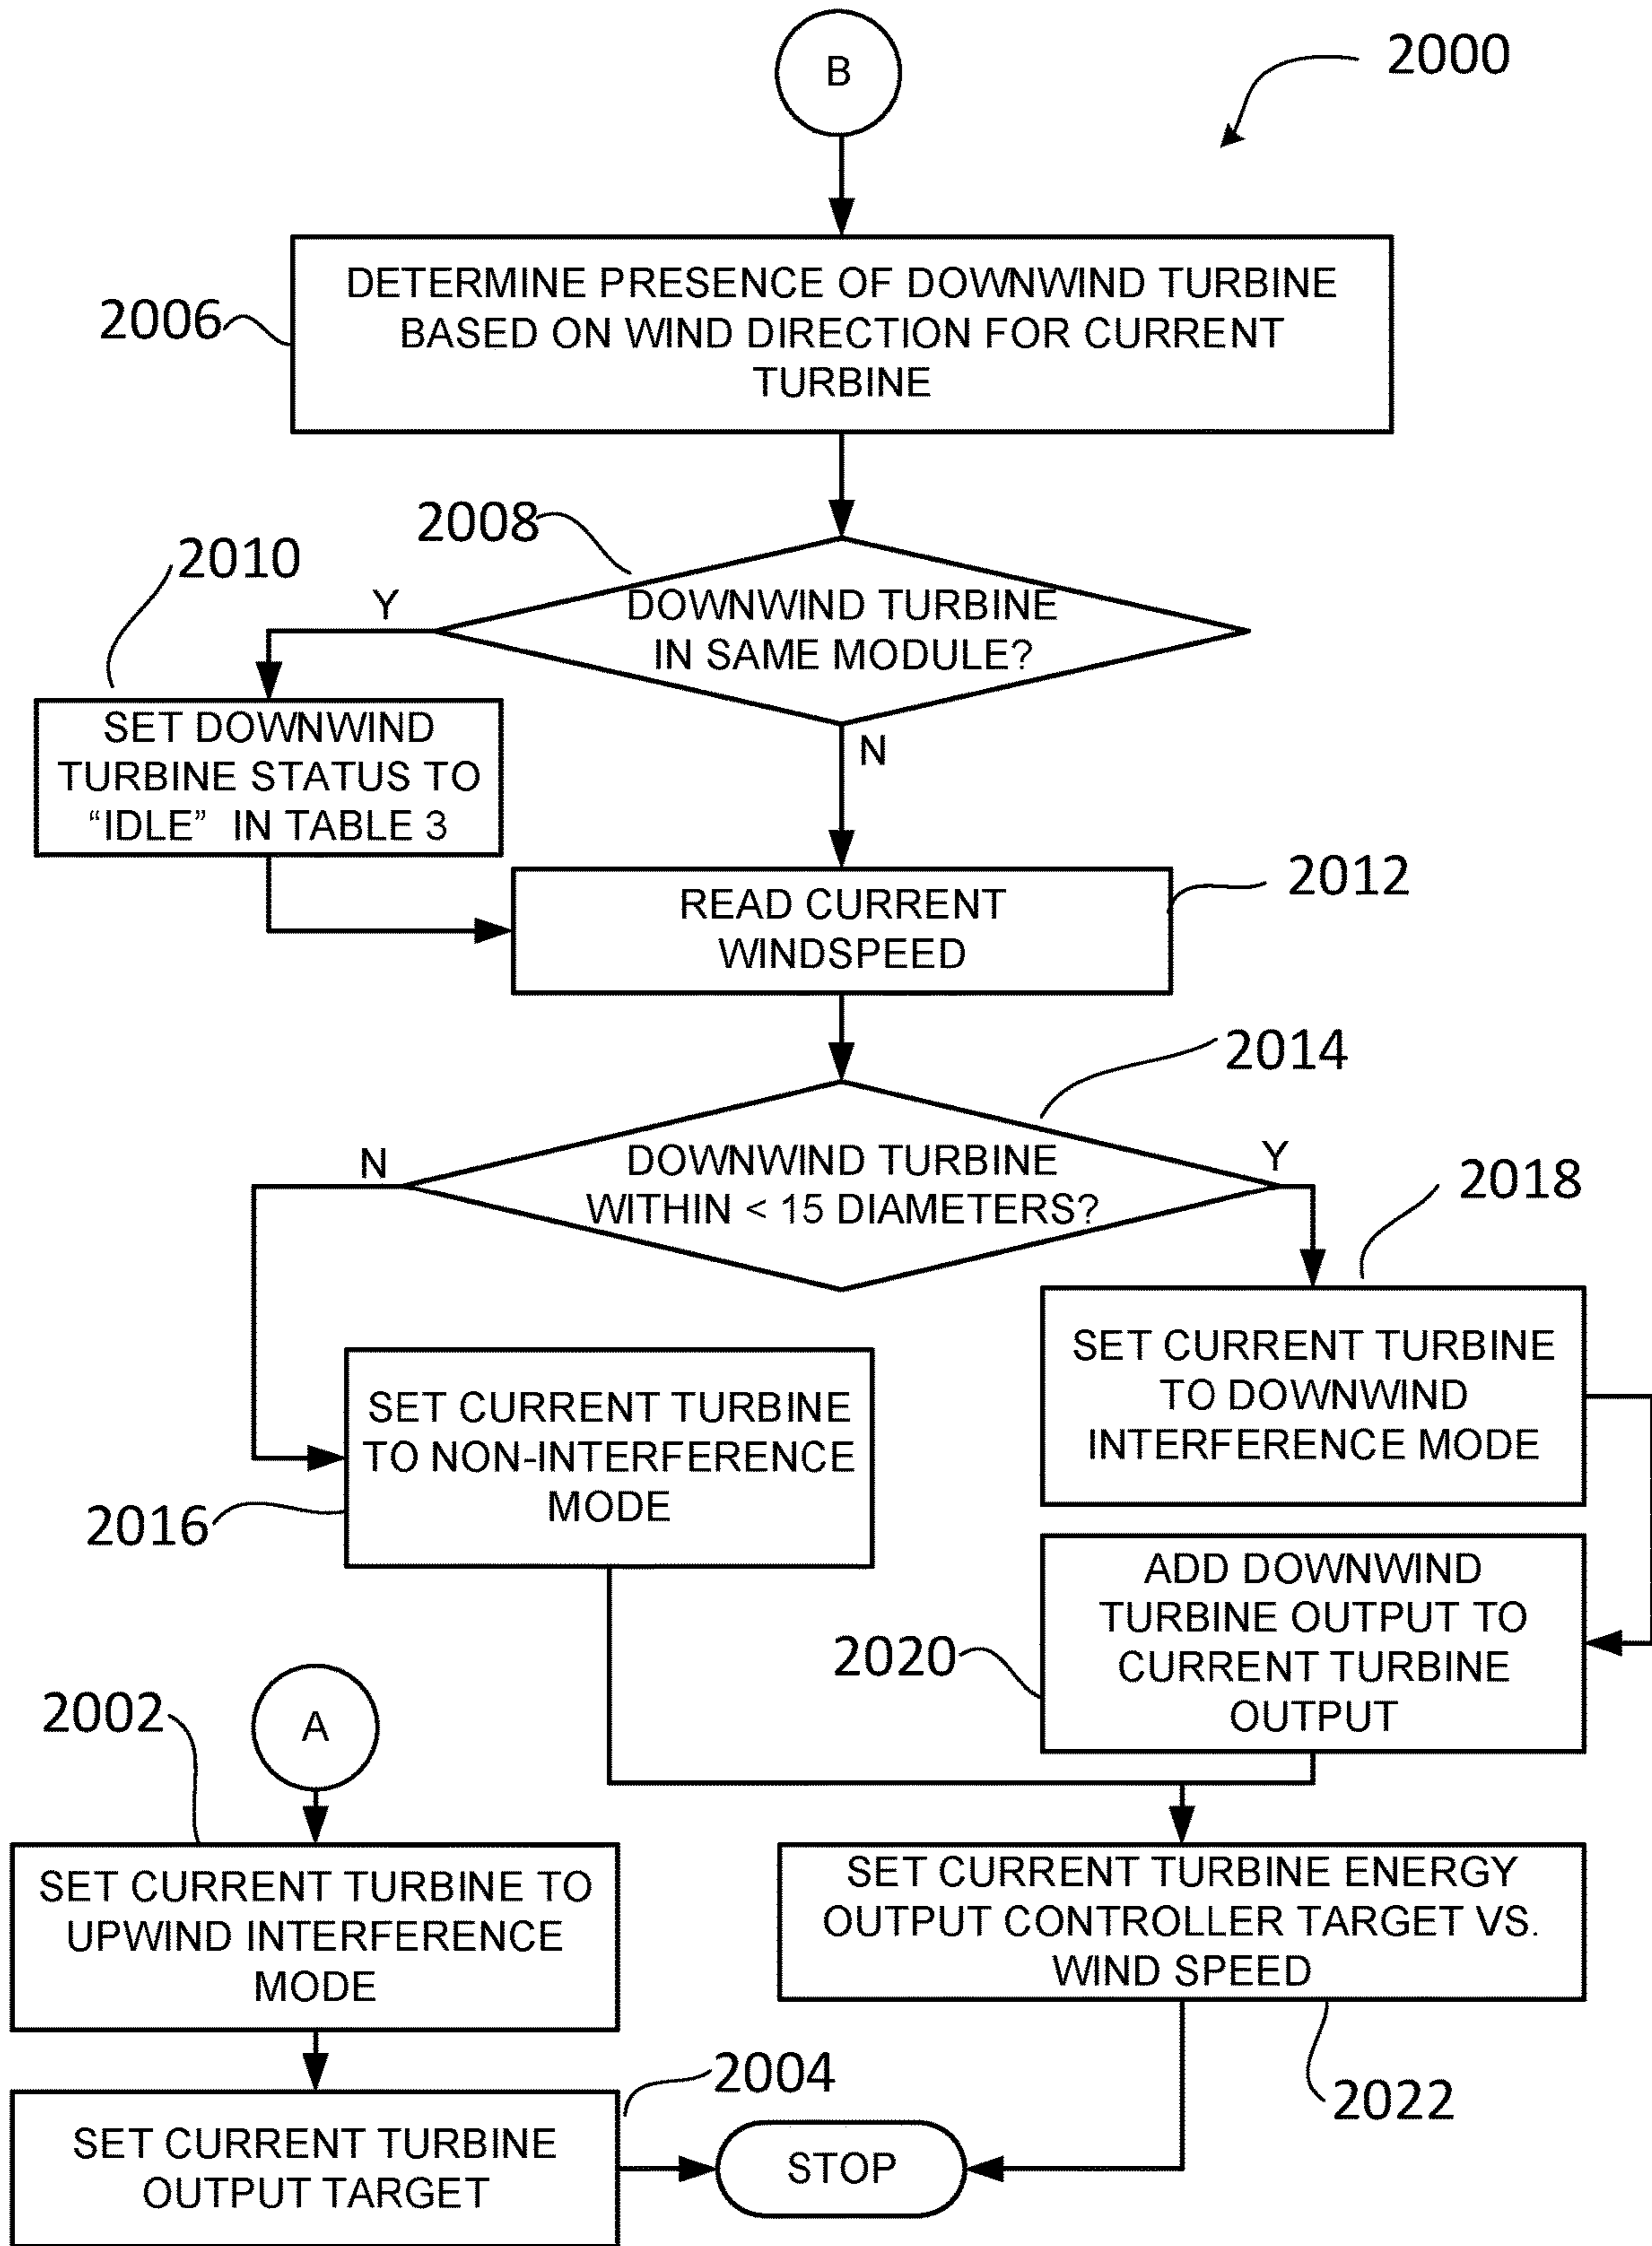 B
2000
2006
DETERMINE PRESENCE OF DOWNWIND TURBINE
BASED ON WIND DIRECTION FOR CURRENT
TURBINE
2008
DOWNWIND TURBINE
IN SAME MODULE?
Y
N
2010
SET DOWNWIND
TURBINE STATUS TO
“IDLE” IN TABLE 3
2012
READ CURRENT
WINDSPEED
2014
DOWNWIND TURBINE
WITHIN < 15 DIAMETERS?
N
Y
2018
SET CURRENT TURBINE
TO DOWNWIND
INTERFERENCE MODE
SET CURRENT TURBINE
TO NON-INTERFERENCE
MODE
2016
ADD DOWNWIND
TURBINE OUTPUT TO
CURRENT TURBINE
OUTPUT
2020
2002
A
SET CURRENT TURBINE TO
UPWIND INTERFERENCE
MODE
SET CURRENT TURBINE ENERGY
OUTPUT CONTROLLER TARGET VS.
WIND SPEED
2022
2004
SET CURRENT TURBINE
OUTPUT TARGET
STOP